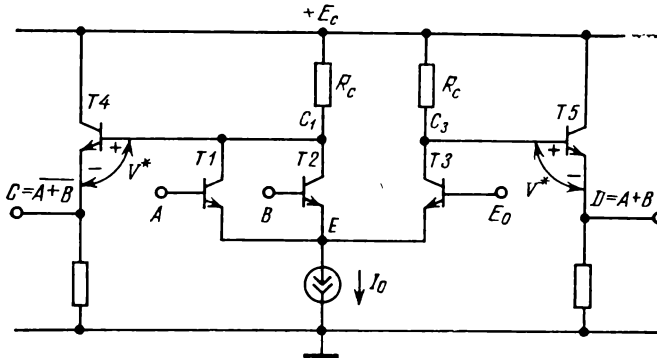 +E_c
R_c
R_c
T4
C_1
C_3
T5
+
V*
−
T1
T2
T3
+
V*
−
C = \overline{A+B}
A
B
E
E_0
D = A+B
I_0